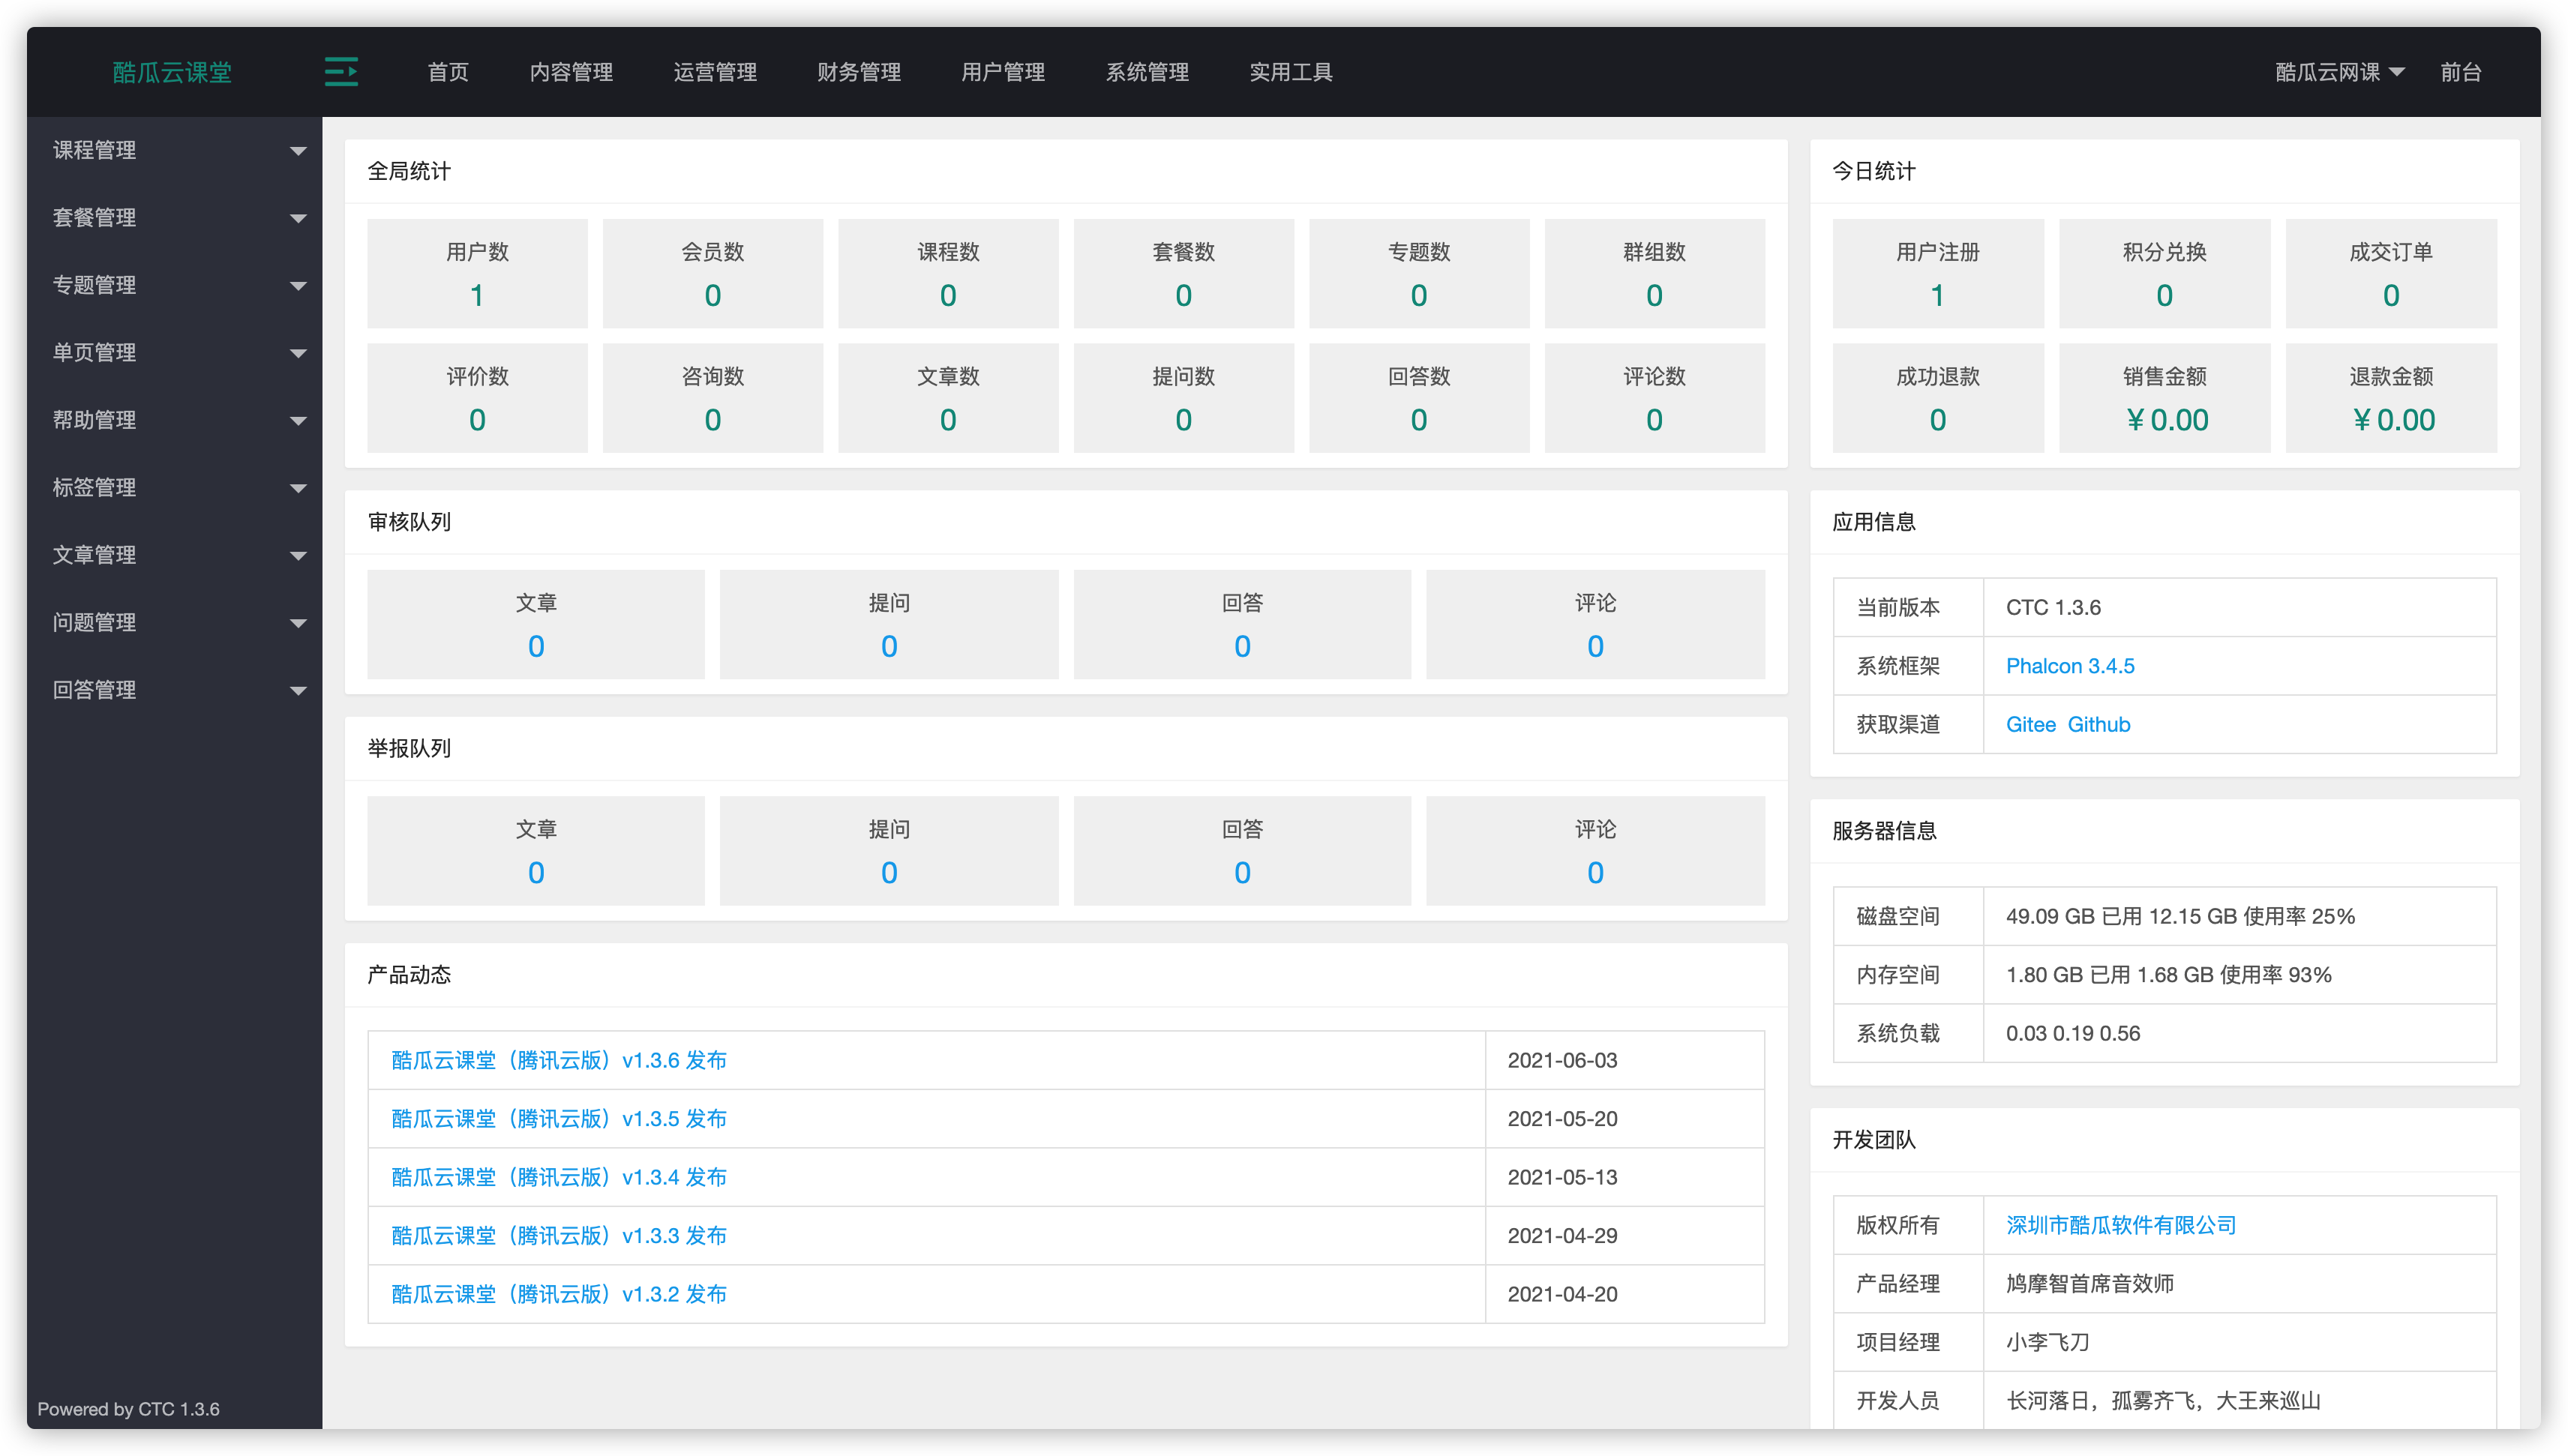 酷瓜云课堂 首页 内容管理 运营管理 财务管理 用户管理 系统管理 实用工具 酷瓜云网课 前台
课程管理
套餐管理
专题管理
单页管理
帮助管理
标签管理
文章管理
问题管理
回答管理
Powered by CTC 1.3.6
全局统计
用户数 会员数 课程数 套餐数 专题数 群组数
1 0 0 0 0 0
评价数 咨询数 文章数 提问数 回答数 评论数
0 0 0 0 0 0
审核队列
文章 提问 回答 评论
0 0 0 0
举报队列
文章 提问 回答 评论
0 0 0 0
产品动态
酷瓜云课堂（腾讯云版）v1.3.6 发布 2021-06-03
酷瓜云课堂（腾讯云版）v1.3.5 发布 2021-05-20
酷瓜云课堂（腾讯云版）v1.3.4 发布 2021-05-13
酷瓜云课堂（腾讯云版）v1.3.3 发布 2021-04-29
酷瓜云课堂（腾讯云版）v1.3.2 发布 2021-04-20
今日统计
用户注册 积分兑换 成交订单
1 0 0
成功退款 销售金额 退款金额
0 ￥0.00 ￥0.00
应用信息
当前版本 CTC 1.3.6
系统框架 Phalcon 3.4.5
获取渠道 Gitee Github
服务器信息
磁盘空间 49.09 GB 已用 12.15 GB 使用率 25%
内存空间 1.80 GB 已用 1.68 GB 使用率 93%
系统负载 0.03 0.19 0.56
开发团队
版权所有 深圳市酷瓜软件有限公司
产品经理 鸠摩智首席音效师
项目经理 小李飞刀
开发人员 长河落日，孤雾齐飞，大王来巡山